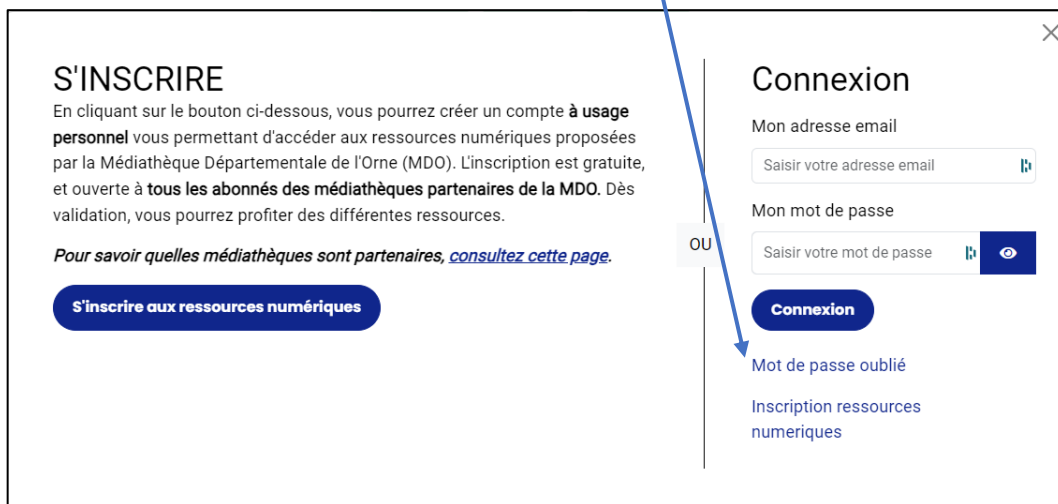 S'INSCRIRE
En cliquant sur le bouton ci-dessous, vous pourrez créer un compte à usage
personnel vous permettant d'accéder aux ressources numériques proposées
par la Médiathèque Départementale de l'Orne (MDO). L'inscription est gratuite,
et ouverte à tous les abonnés des médiathèques partenaires de la MDO. Dès
validation, vous pourrez profiter des différentes ressources.
Pour savoir quelles médiathèques sont partenaires, consultez cette page.
S'inscrire aux ressources numériques
OU
Connexion
Mon adresse email
Saisir votre adresse email
Mon mot de passe
Saisir votre mot de passe
Connexion
Mot de passe oublié
Inscription ressources
numeriques